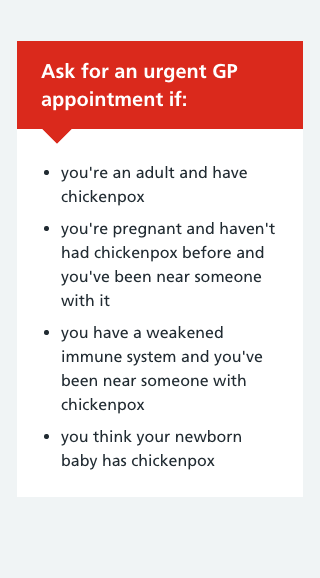 Ask for an urgent GP
appointment if:
• you're an adult and have
chickenpox
• you're pregnant and haven't
had chickenpox before and
you've been near someone
with it
• you have a weakened
immune system and you've
been near someone with
chickenpox
• you think your newborn
baby has chickenpox